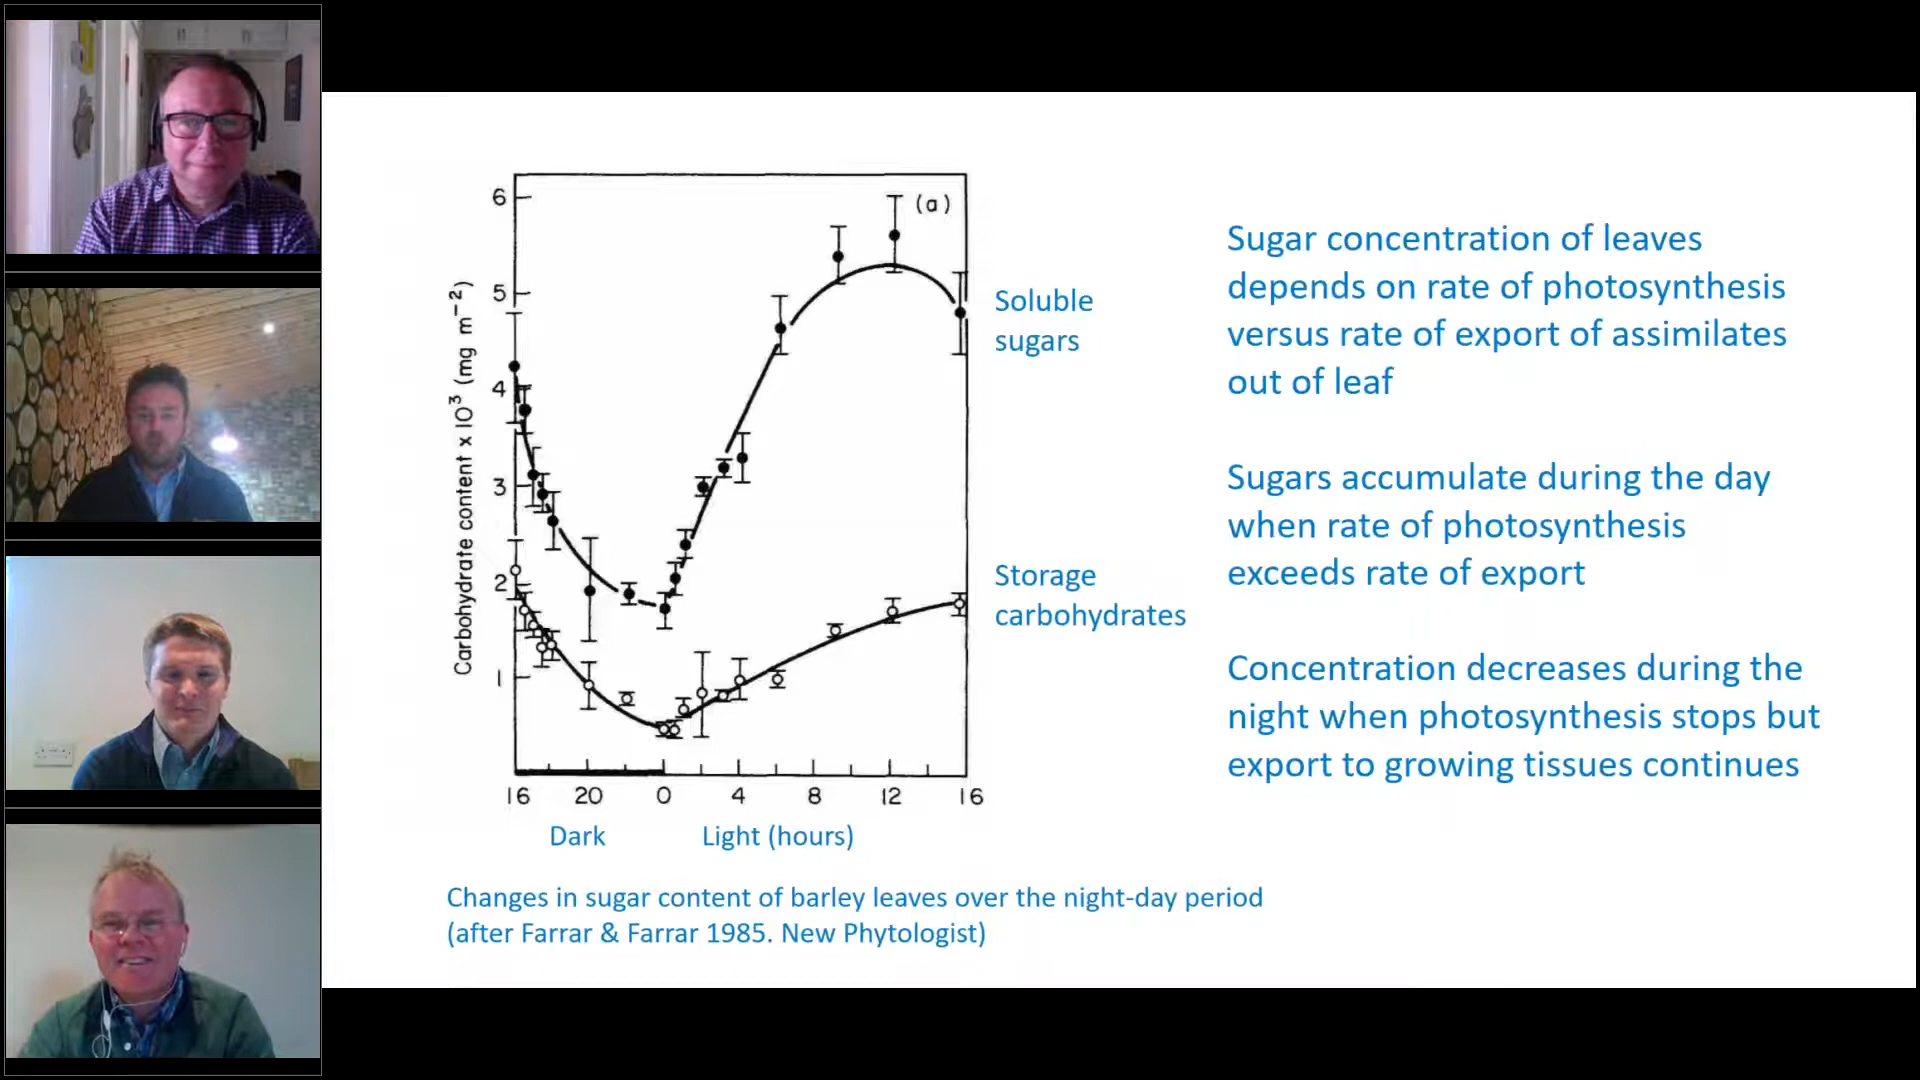 (a)
6
5
4
3
2
1
Carbohydrate content x 10³ (mg m⁻²)
16 20 0 4 8 12 16
Dark Light (hours)
Soluble
sugars
Storage
carbohydrates
Changes in sugar content of barley leaves over the night-day period
(after Farrar & Farrar 1985. New Phytologist)
Sugar concentration of leaves
depends on rate of photosynthesis
versus rate of export of assimilates
out of leaf
Sugars accumulate during the day
when rate of photosynthesis
exceeds rate of export
Concentration decreases during the
night when photosynthesis stops but
export to growing tissues continues